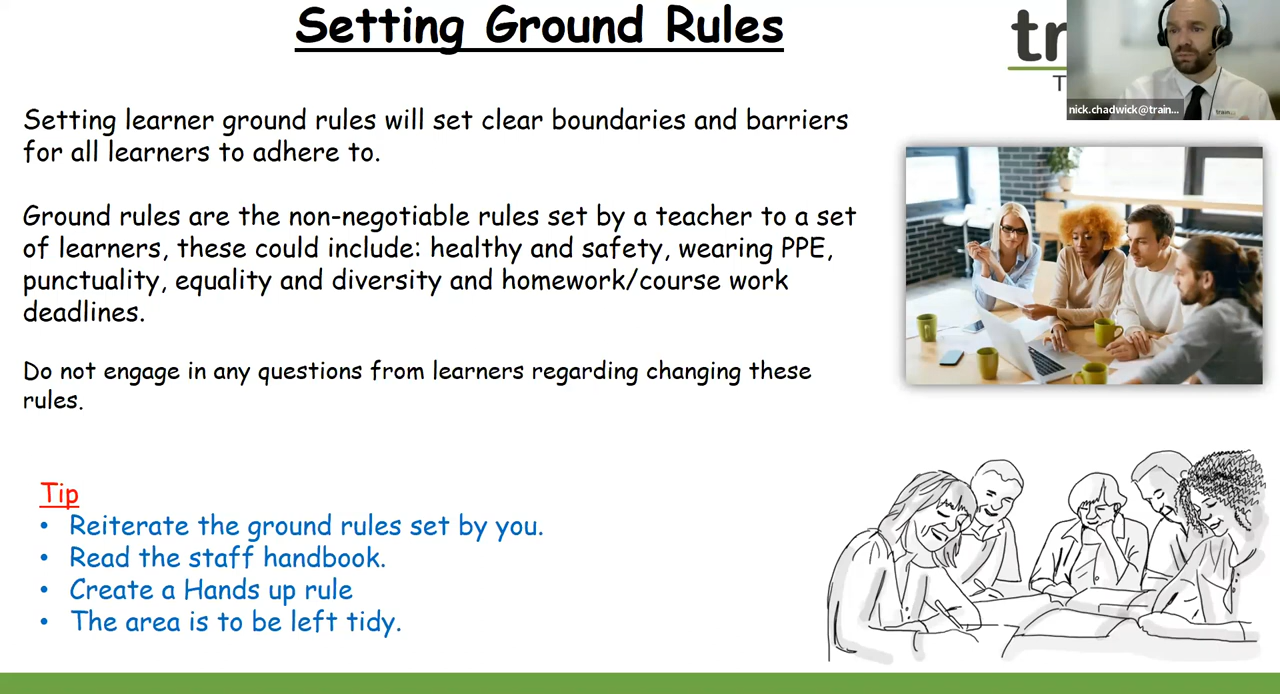 Setting Ground Rules
tr
T
nick.chadwick@train...
train...
Setting learner ground rules will set clear boundaries and barriers
for all learners to adhere to.
Ground rules are the non-negotiable rules set by a teacher to a set
of learners, these could include: healthy and safety, wearing PPE,
punctuality, equality and diversity and homework/course work
deadlines.
Do not engage in any questions from learners regarding changing these
rules.
Tip
• Reiterate the ground rules set by you.
• Read the staff handbook.
• Create a Hands up rule
• The area is to be left tidy.